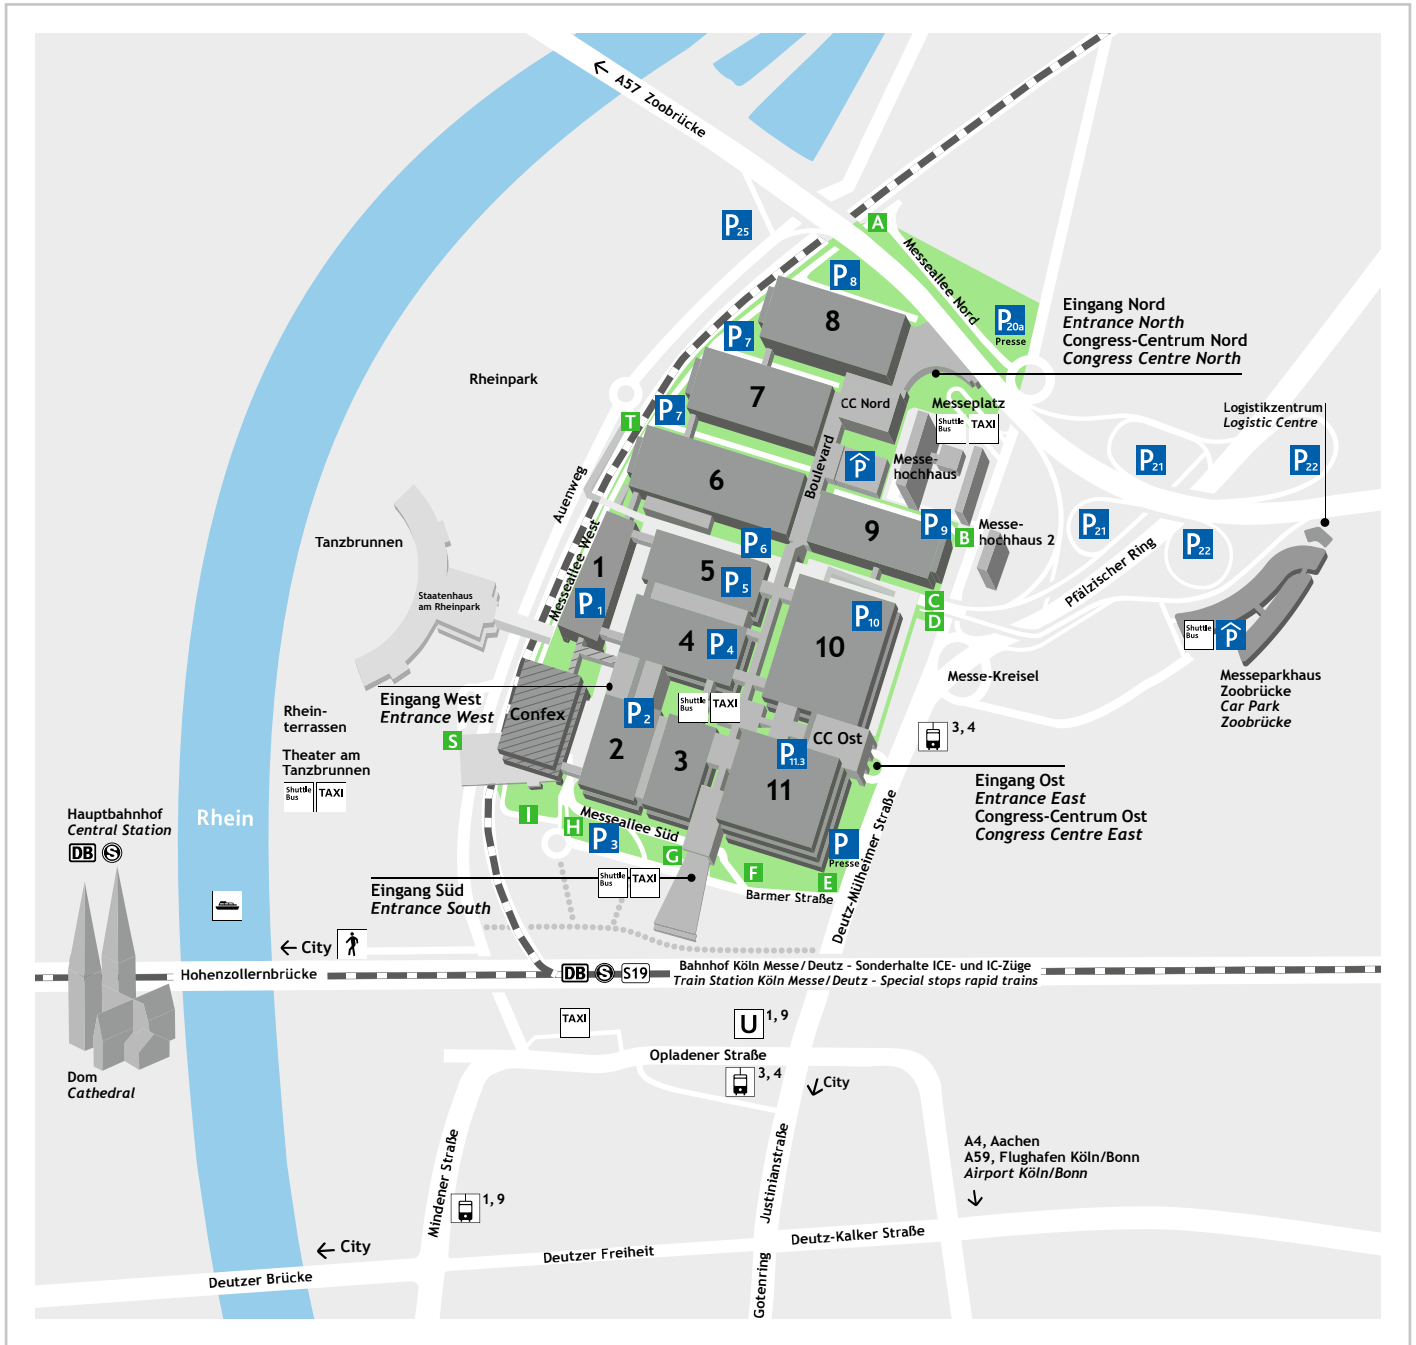 A57 Zoobrücke
P25
A
Messeallee Nord
P8
8
P20a
Presse
Eingang Nord
Entrance North
Congress-Centrum Nord
Congress Centre North
P7
7
Rheinpark
CC Nord
Messeplatz
Shuttle
Bus
TAXI
Logistikzentrum
Logistic Centre
T
P7
Boulevard
P
Messe-
hochhaus
P21
P22
6
Auenweg
Messeallee West
9
P9
B
Messe-
hochhaus 2
P21
P22
Pfälzischer Ring
Tanzbrunnen
P6
1
P1
5
P5
Staatenhaus
am Rheinpark
C
D
P10
10
4
P4
Shuttle
Bus
P
Messeparkhaus
Zoobrücke
Car Park
Zoobrücke
Messe-Kreisel
Eingang West
Entrance West
Confex
P2
2
Shuttle
Bus
TAXI
3
CC Ost
P11.3
11
3, 4
Rhein-
terrassen
S
Theater am
Tanzbrunnen
Shuttle
Bus
TAXI
Eingang Ost
Entrance East
Congress-Centrum Ost
Congress Centre East
Hauptbahnhof
Central Station
DB
S
Rhein
I
H
Messeallee Süd
P3
G
F
E
P
Presse
Deutz-Mülheimer Straße
Barmer Straße
Eingang Süd
Entrance South
Shuttle
Bus
TAXI
City
Hohenzollernbrücke
DB
S
S19
Bahnhof Köln Messe/Deutz – Sonderhalte ICE- und IC-Züge
Train Station Köln Messe/Deutz – Special stops rapid trains
TAXI
U
1, 9
Opladener Straße
3, 4
City
Dom
Cathedral
Mindener Straße
1, 9
Justinianstraße
A4, Aachen
A59, Flughafen Köln/Bonn
Airport Köln/Bonn
City
Deutzer Brücke
Deutzer Freiheit
Gotenring
Deutz-Kalker Straße